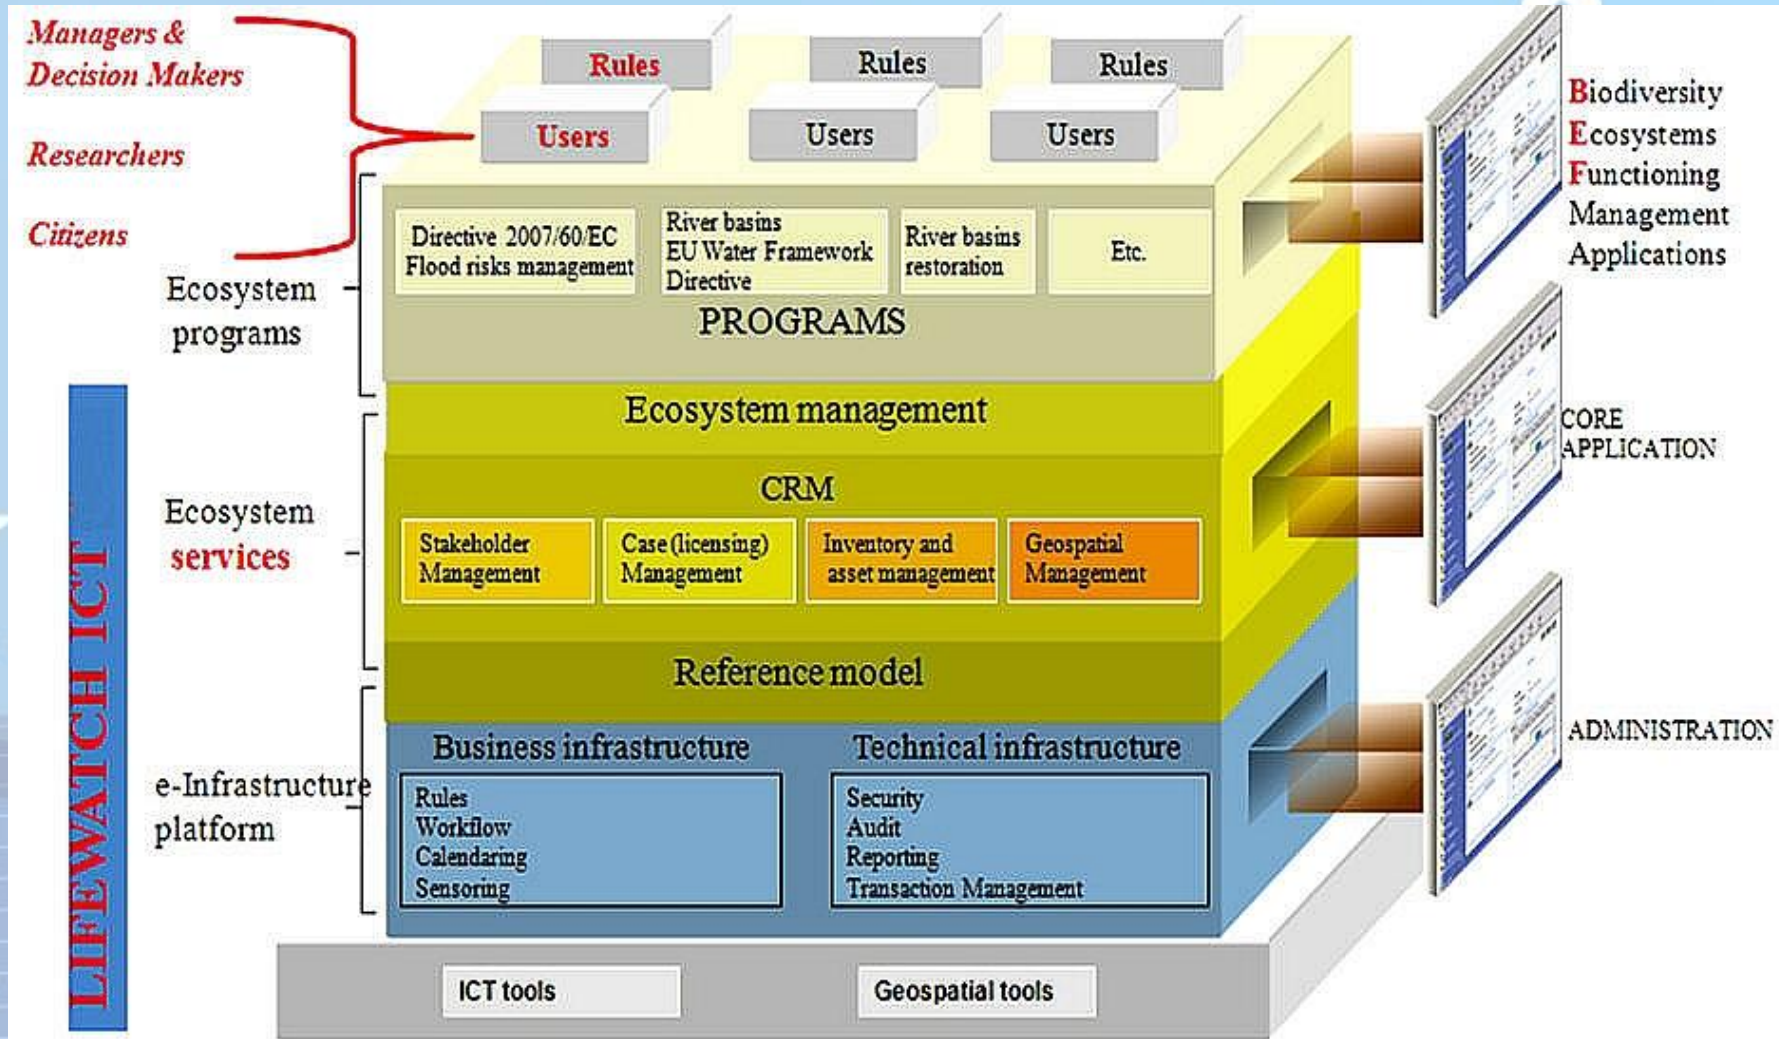 Managers &
Decision Makers
Researchers
Citizens
Rules
Rules
Rules
Users
Users
Users
Biodiversity
Ecosystems
Functioning
Management
Applications
Ecosystem
programs
Directive 2007/60/EC
Flood risks management
River basins
EU Water Framework
Directive
River basins
restoration
Etc.
PROGRAMS
Ecosystem management
CRM
Ecosystem
services
Stakeholder
Management
Case (licensing)
Management
Inventory and
asset management
Geospatial
Management
CORE
APPLICATION
Reference model
LIFEWATCH ICT
e-Infrastructure
platform
Business infrastructure
Rules
Workflow
Calendaring
Sensoring
Technical infrastructure
Security
Audit
Reporting
Transaction Management
ADMINISTRATION
ICT tools
Geospatial tools